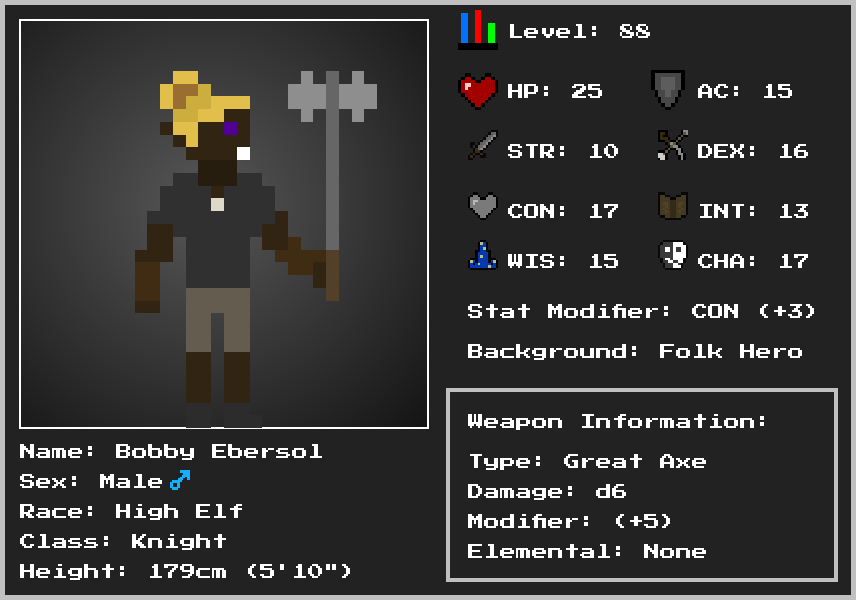 Level: 88
HP: 25
AC: 15
STR: 10
DEX: 16
CON: 17
INT: 13
WIS: 15
CHA: 17
Stat Modifier: CON (+3)
Background: Folk Hero
Weapon Information:
Type: Great Axe
Damage: d6
Modifier: (+5)
Elemental: None
Name: Bobby Ebersol
Sex: Male♂
Race: High Elf
Class: Knight
Height: 179cm (5'10")